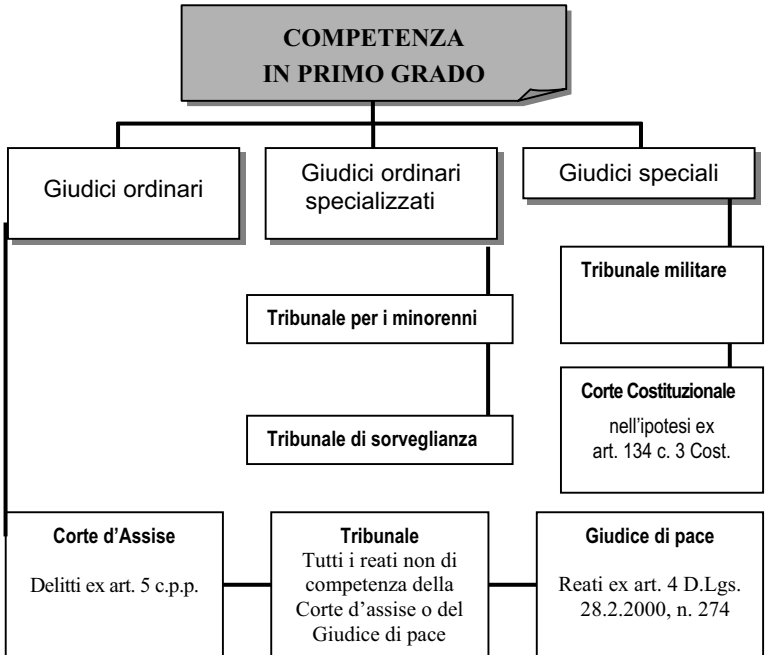 COMPETENZA
IN PRIMO GRADO
Giudici ordinari
Giudici ordinari
specializzati
Giudici speciali
Tribunale militare
Tribunale per i minorenni
Corte Costituzionale
nell'ipotesi ex
art. 134 c. 3 Cost.
Tribunale di sorveglianza
Corte d'Assise
Delitti ex art. 5 c.p.p.
Tribunale
Tutti i reati non di
competenza della
Corte d'assise o del
Giudice di pace
Giudice di pace
Reati ex art. 4 D.Lgs.
28.2.2000, n. 274